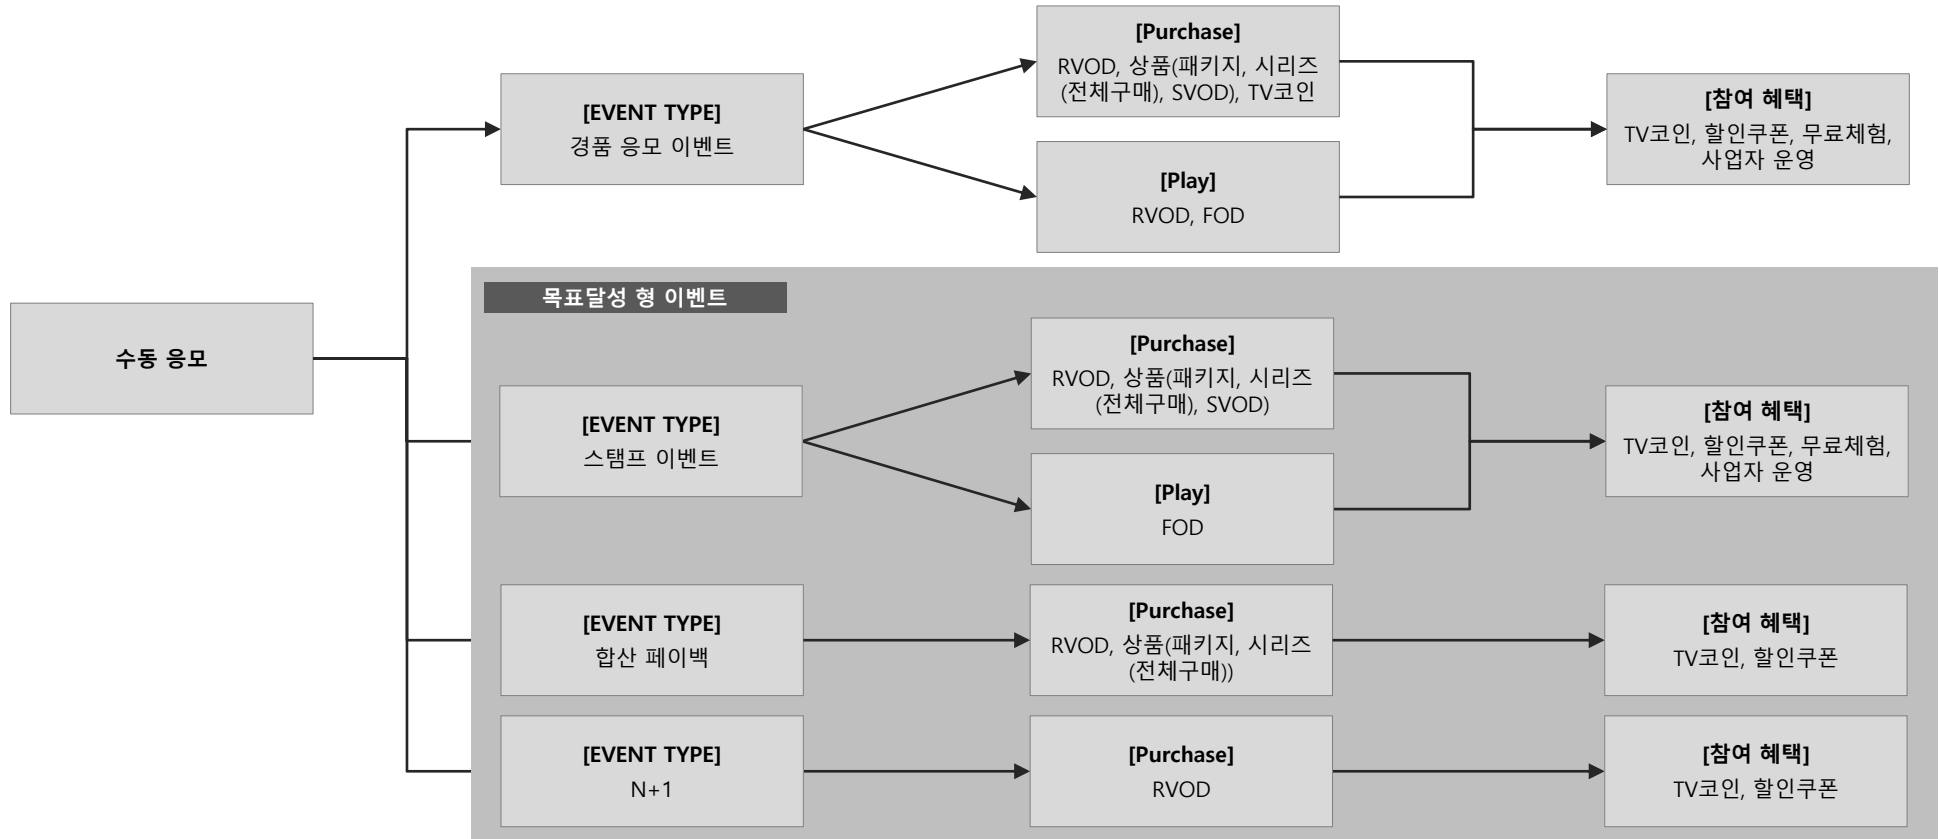 수동 응모
[EVENT TYPE]
경품 응모 이벤트
[Purchase]
RVOD, 상품(패키지, 시리즈
(전체구매), SVOD), TV코인
[Play]
RVOD, FOD
[참여 혜택]
TV코인, 할인쿠폰, 무료체험,
사업자 운영
목표달성 형 이벤트
[EVENT TYPE]
스탬프 이벤트
[Purchase]
RVOD, 상품(패키지, 시리즈
(전체구매), SVOD)
[Play]
FOD
[참여 혜택]
TV코인, 할인쿠폰, 무료체험,
사업자 운영
[EVENT TYPE]
합산 페이백
[Purchase]
RVOD, 상품(패키지, 시리즈
(전체구매))
[참여 혜택]
TV코인, 할인쿠폰
[EVENT TYPE]
N+1
[Purchase]
RVOD
[참여 혜택]
TV코인, 할인쿠폰